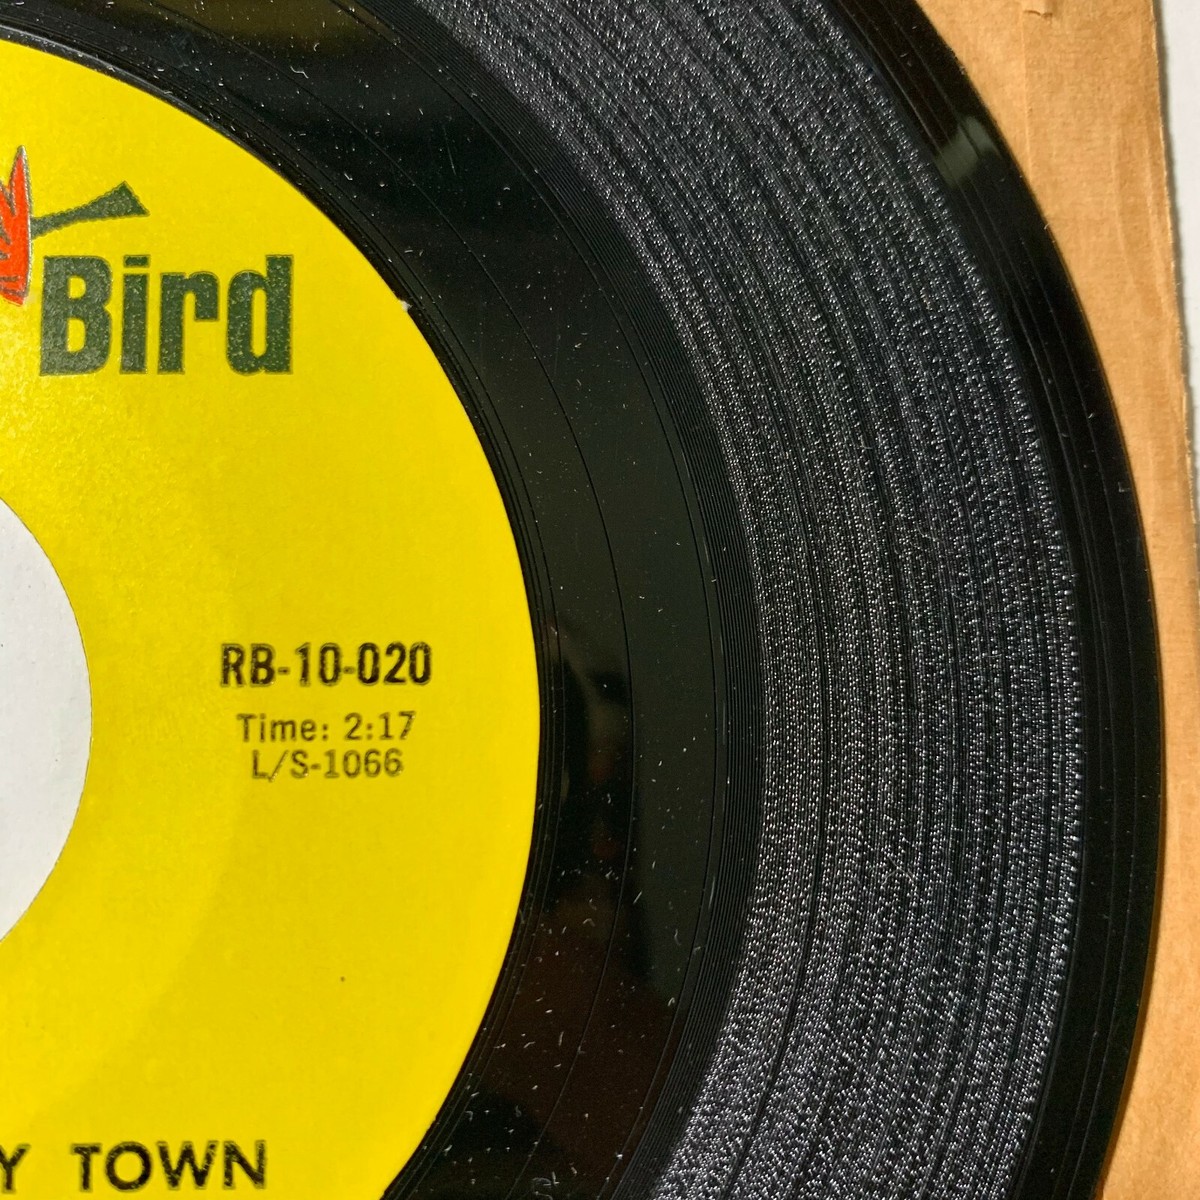 Bird
RB-10-020
Time: 2:17
L/S-1066
Y TOWN